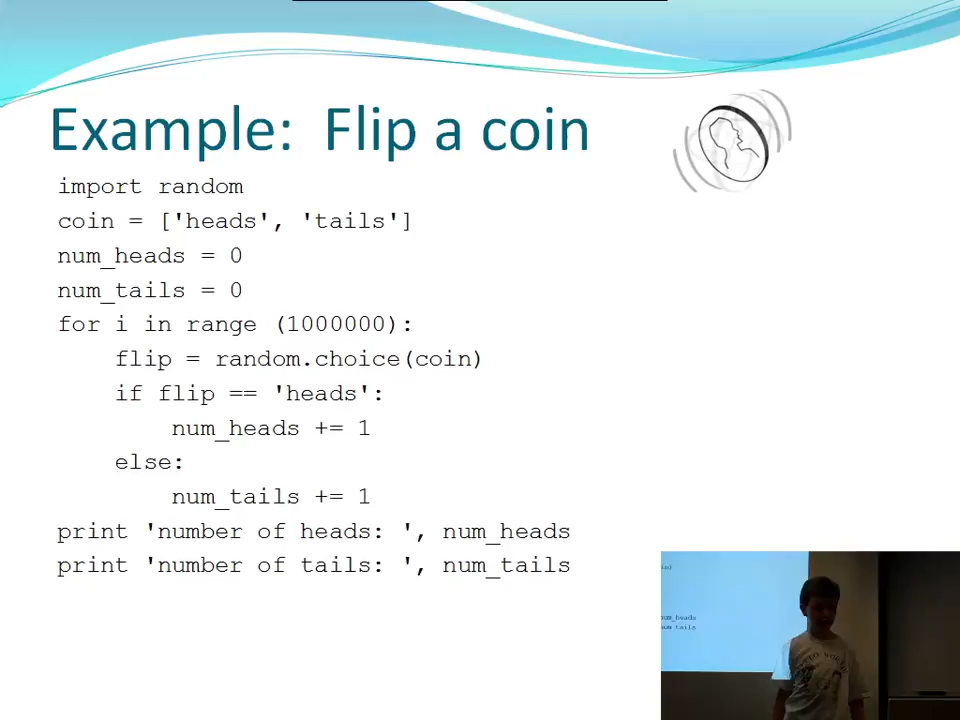 Example: Flip a coin
import random
coin = ['heads', 'tails']
num_heads = 0
num_tails = 0
for i in range (1000000):
    flip = random.choice(coin)
    if flip == 'heads':
        num_heads += 1
    else:
        num_tails += 1
print 'number of heads: ', num_heads
print 'number of tails: ', num_tails
num_heads
num_tails